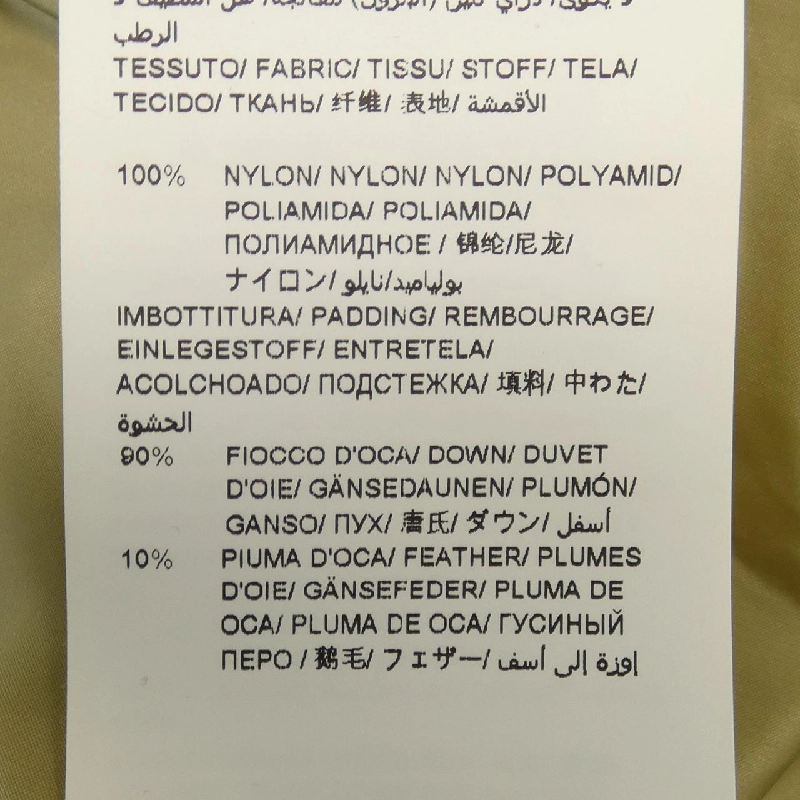 الرطب
TESSUTO/ FABRIC/ TISSU/ STOFF/ TELA/
TECIDO/ ТКАНЬ/ 纤维/ 表地/ الأقمشة
100% NYLON/ NYLON/ NYLON/ POLYAMID/
POLIAMIDA/ POLIAMIDA/
ПОЛИАМИДНОЕ / 锦纶/尼龙/
ナイロン/ بولياميد/نايلو
IMBOTTITURA/ PADDING/ REMBOURRAGE/
EINLEGESTOFF/ ENTRETELA/
ACOLCHOADO/ ПОДСТЕЖКА/ 填料/ 中わた/
الحشوة
90% FIOCCO D'OCA/ DOWN/ DUVET
D'OIE/ GÄNSEDAUNEN/ PLUMÓN/
GANSO/ ПУХ/ 唐氏/ ダウン/ أسفل
10% PIUMA D'OCA/ FEATHER/ PLUMES
D'OIE/ GÄNSEFEDER/ PLUMA DE
OCA/ PLUMA DE OCA/ ГУСИНЫЙ
ПЕРО / 鹅毛/ フェザー/ إوزة إلى أسف